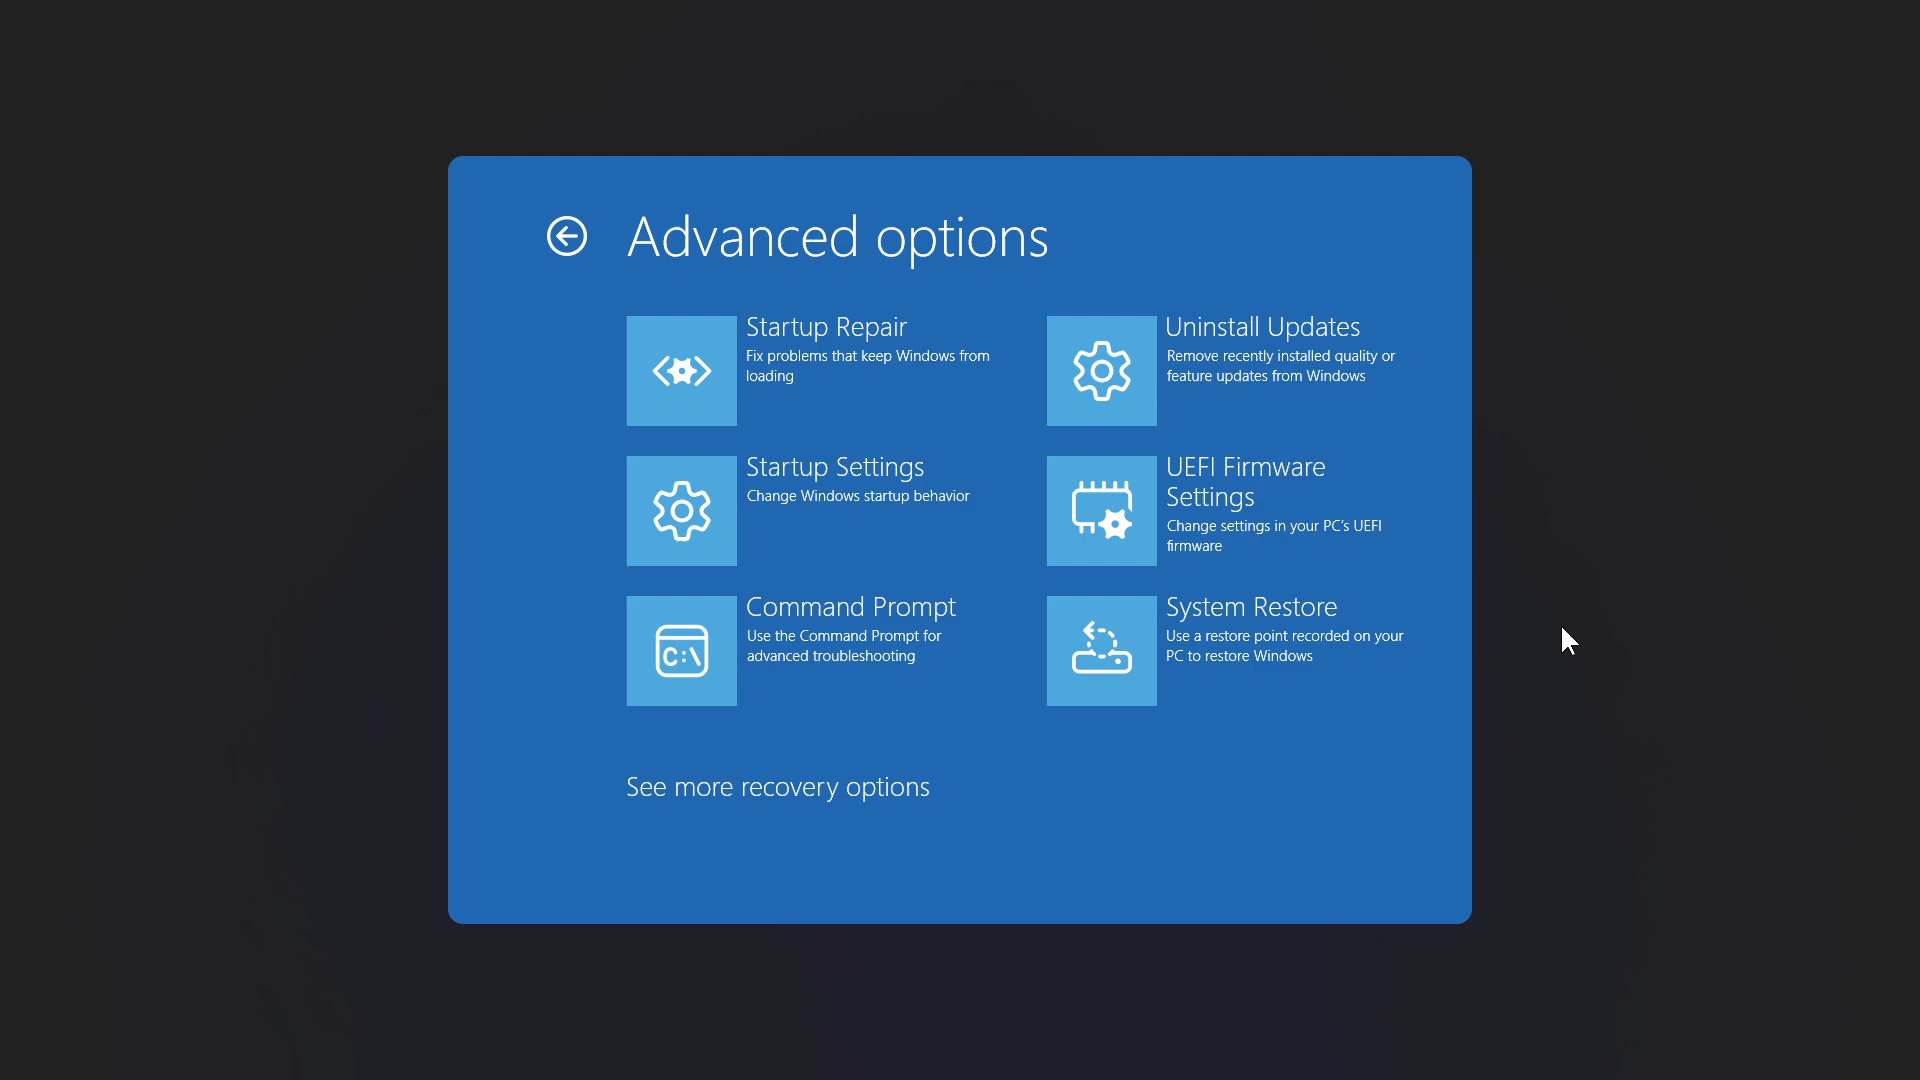 Advanced options
Startup Repair
Fix problems that keep Windows from
loading
Uninstall Updates
Remove recently installed quality or
feature updates from Windows
Startup Settings
Change Windows startup behavior
UEFI Firmware
Settings
Change settings in your PC's UEFI
firmware
C:\
Command Prompt
Use the Command Prompt for
advanced troubleshooting
System Restore
Use a restore point recorded on your
PC to restore Windows
See more recovery options